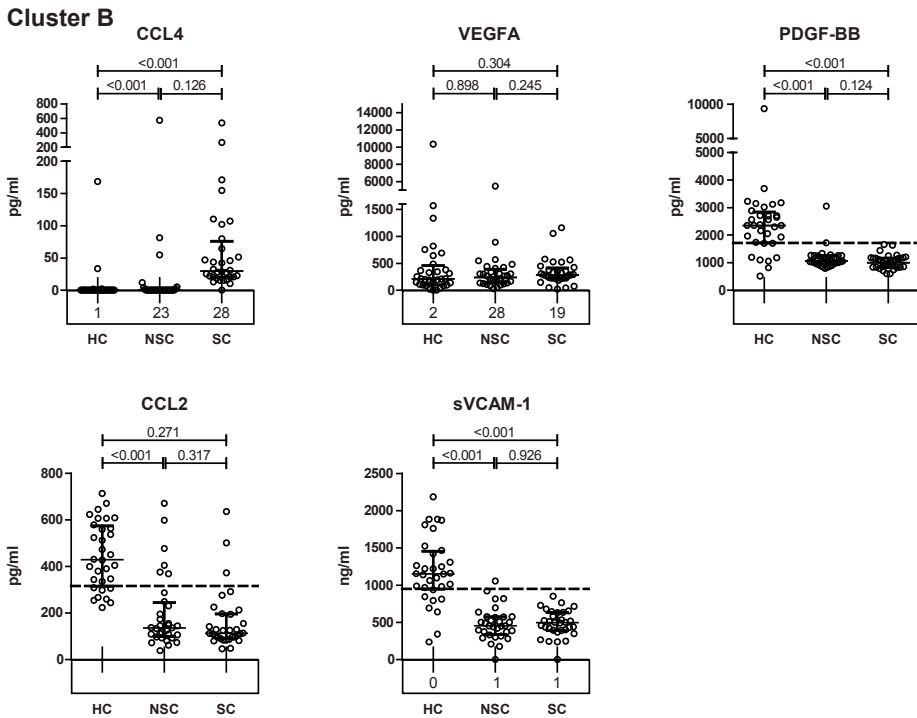 Cluster B
CCL4
<0.001
<0.001 0.126
pg/ml
800
600
400
200
200
150
100
50
0
1 23 28
HC NSC SC
VEGFA
0.304
0.898 0.245
pg/ml
14000
12000
10000
8000
6000
1500
1000
500
0
2 28 19
HC NSC SC
PDGF-BB
<0.001
<0.001 0.124
pg/ml
10000
5000
5000
4000
3000
2000
1000
0
HC NSC SC
CCL2
0.271
<0.001 0.317
pg/ml
800
600
400
200
0
HC NSC SC
sVCAM-1
<0.001
<0.001 0.926
ng/ml
2500
2000
1500
1000
500
0
0 1 1
HC NSC SC